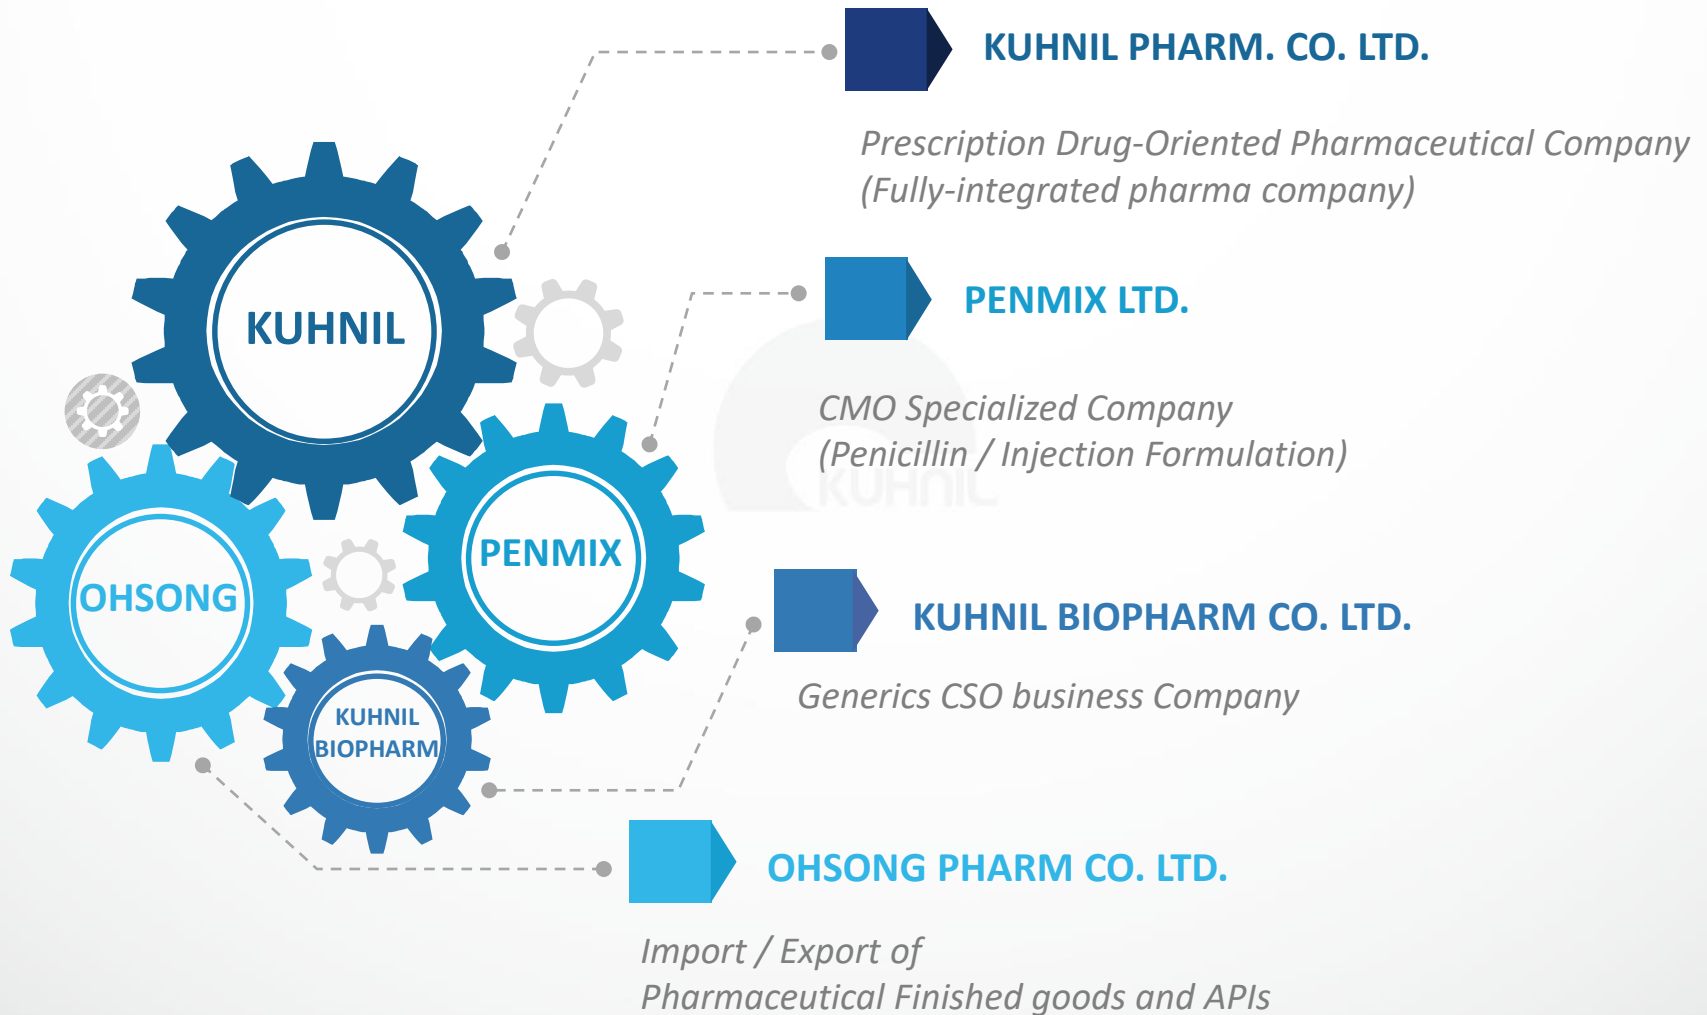 KUHNIL PHARM. CO. LTD.
Prescription Drug-Oriented Pharmaceutical Company
(Fully-integrated pharma company)
KUHNIL
PENMIX LTD.
CMO Specialized Company
(Penicillin / Injection Formulation)
KUHNIL
PENMIX
OHSONG
KUHNIL BIOPHARM CO. LTD.
Generics CSO business Company
KUHNIL
BIOPHARM
OHSONG PHARM CO. LTD.
Import / Export of
Pharmaceutical Finished goods and APIs